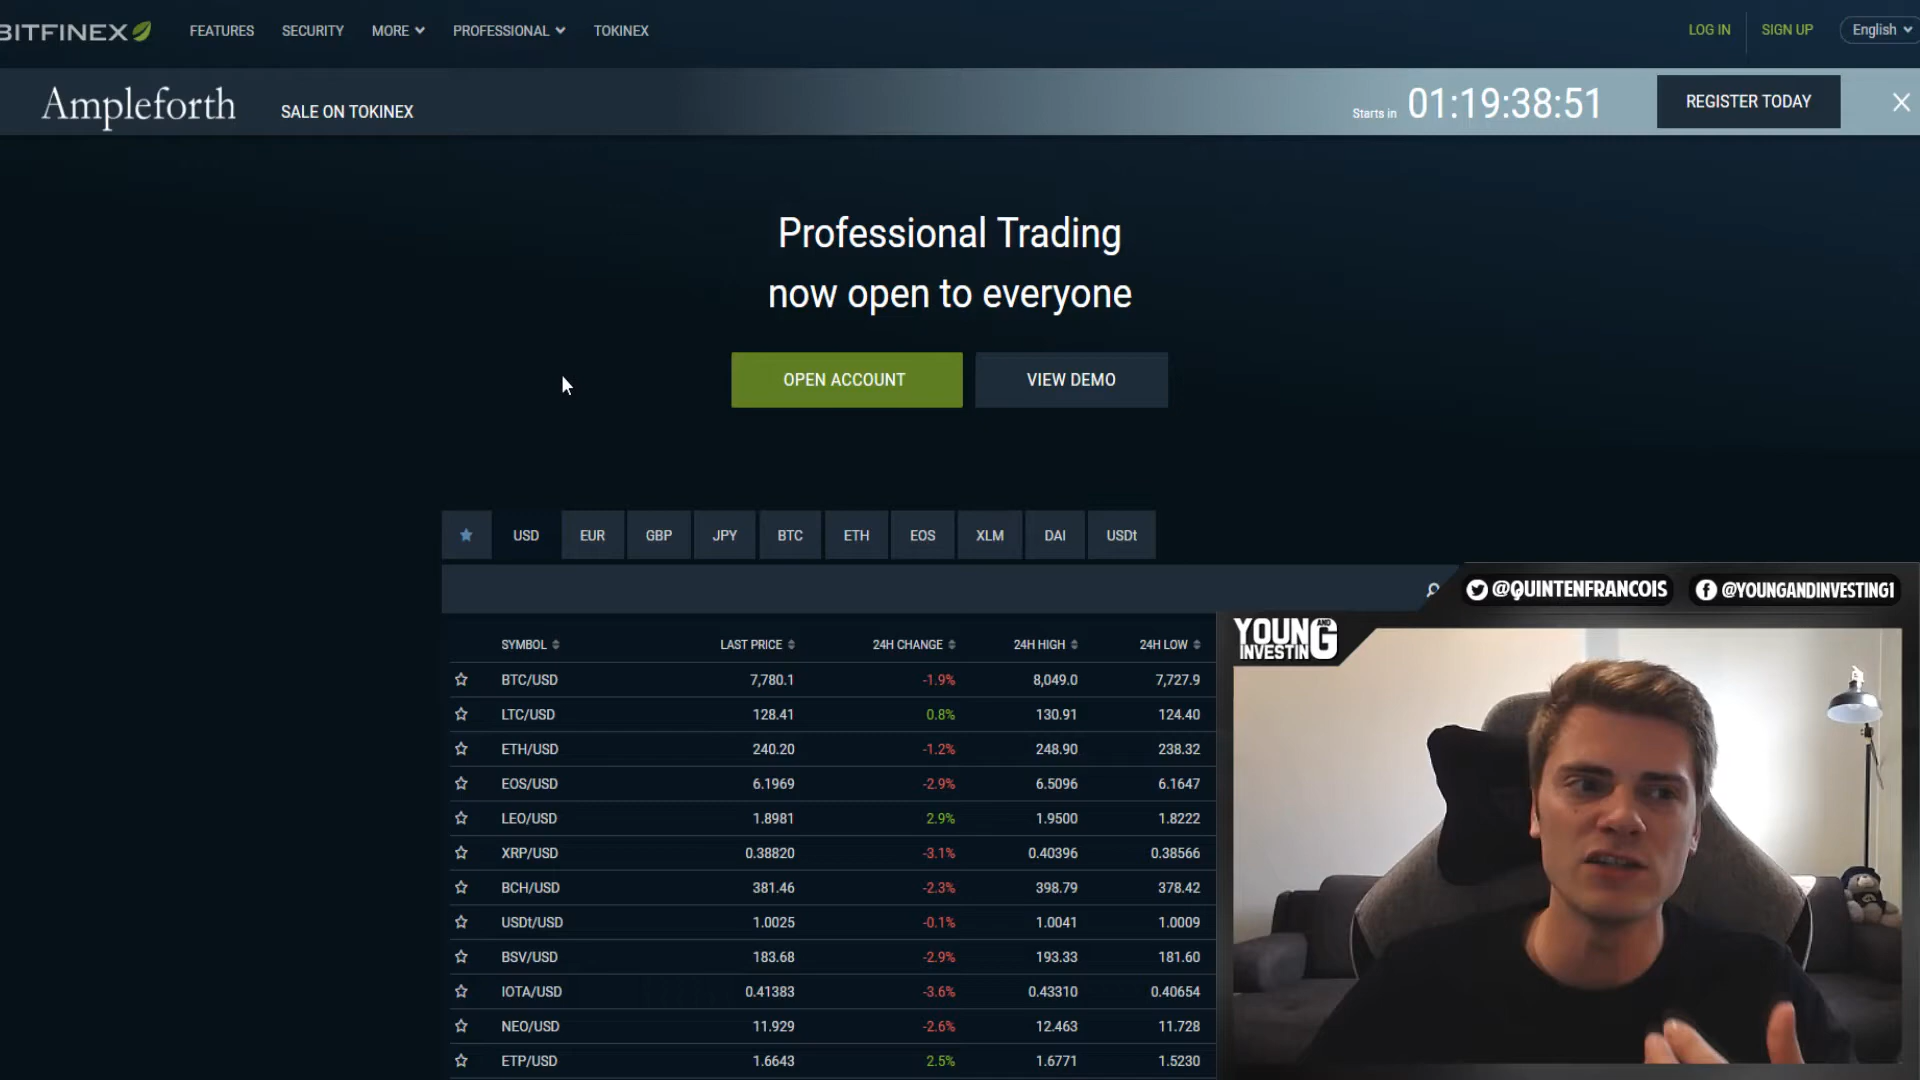 BITFINEX FEATURES SECURITY MORE PROFESSIONAL TOKINEX LOG IN SIGN UP English
Ampleforth SALE ON TOKINEX Starts in 01:19:38:51 REGISTER TODAY
Professional Trading
now open to everyone
OPEN ACCOUNT VIEW DEMO
USD EUR GBP JPY BTC ETH EOS XLM DAI USDt
@QUINTENFRANCOIS @YOUNGANDINVESTING1
YOUNG AND
INVESTING
SYMBOL LAST PRICE 24H CHANGE 24H HIGH 24H LOW
BTC/USD 7,780.1 -1.9% 8,049.0 7,727.9
LTC/USD 128.41 0.8% 130.91 124.40
ETH/USD 240.20 -1.2% 248.90 238.32
EOS/USD 6.1969 -2.9% 6.5096 6.1647
LEO/USD 1.8981 2.9% 1.9500 1.8222
XRP/USD 0.38820 -3.1% 0.40396 0.38566
BCH/USD 381.46 -2.3% 398.79 378.42
USDt/USD 1.0025 -0.1% 1.0041 1.0009
BSV/USD 183.68 -2.9% 193.33 181.60
IOTA/USD 0.41383 -3.6% 0.43310 0.40654
NEO/USD 11.929 -2.6% 12.463 11.728
ETP/USD 1.6643 2.5% 1.6771 1.5230